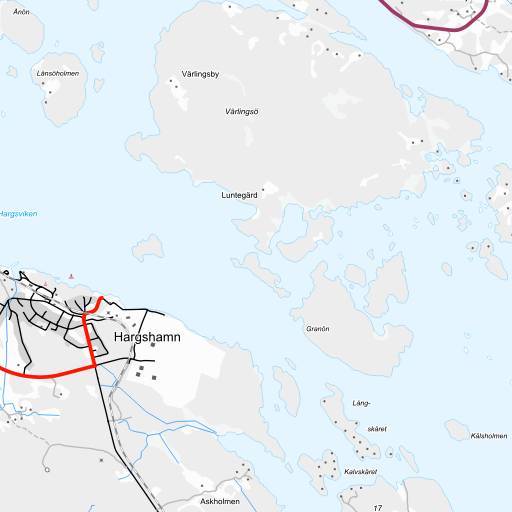 Ånön
Länsöholmen
Värlingsby
Värlingsö
Luntegärd
Hargsviken
Granön
Hargshamn
Lång-
skäret
Kälsholmen
Kalvskäret
Askholmen
17